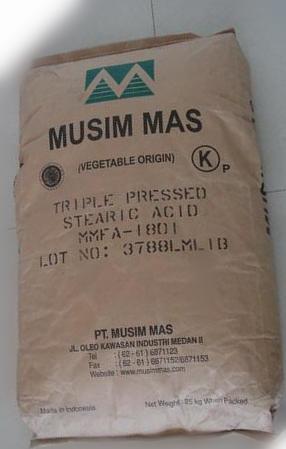 MUSIM MAS
(VEGETABLE ORIGIN)
K P
TRIPLE PRESSED
STEARIC ACID
MMFA-1801
LOT NO: 3788LMLIB
PT. MUSIM MAS
JL. OLEO KAWASAN INDUSTRI MEDAN II
Tel : (62-61) 6871123
Fax : (62-61) 6871152/6871153
Website : www.musimmas.com
Made in Indonesia
Net Weight : 25 kg When Packed